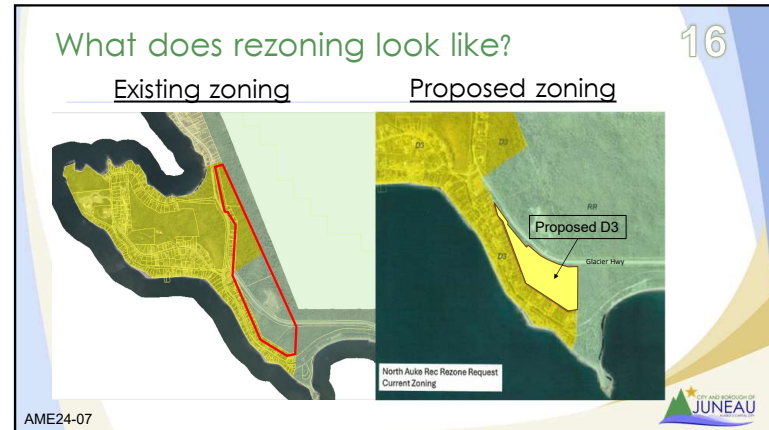 What does rezoning look like?
16
Existing zoning
Proposed zoning
D3
D3
RR
Proposed D3
D3
Glacier Hwy
North Auke Rec Rezone Request
Current Zoning
AME24-07
CITY AND BOROUGH OF
JUNEAU